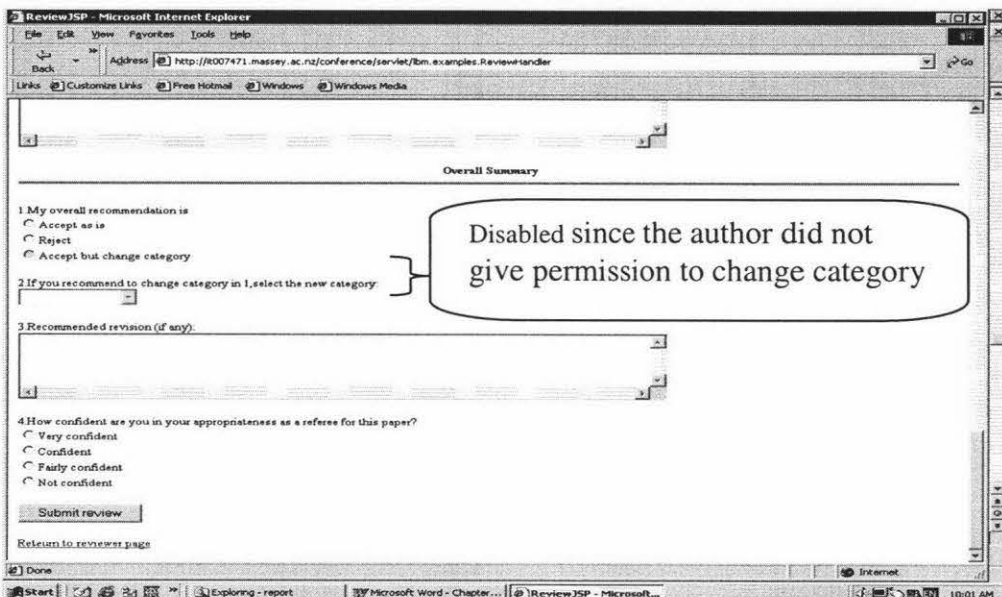 ReviewJSP - Microsoft Internet Explorer
File Edit View Favorites Tools Help
Back
Address http://it007471.massey.ac.nz/conference/servlet/ibm.examples.ReviewHandler
Go
Links Customize Links Free Hotmail Windows Windows Media
Overall Summary
1.My overall recommendation is
Accept as is
Reject
Accept but change category
Disabled since the author did not
give permission to change category
2.If you recommend to change category in 1,select the new category:
3.Recommended revision (if any):
4.How confident are you in your appropriateness as a referee for this paper?
Very confident
Confident
Fairly confident
Not confident
Submit review
Return to reviewer page
Done
Internet
Start
Exploring - report
Microsoft Word - Chapter...
ReviewJSP - Microsoft...
EN
10:01 AM